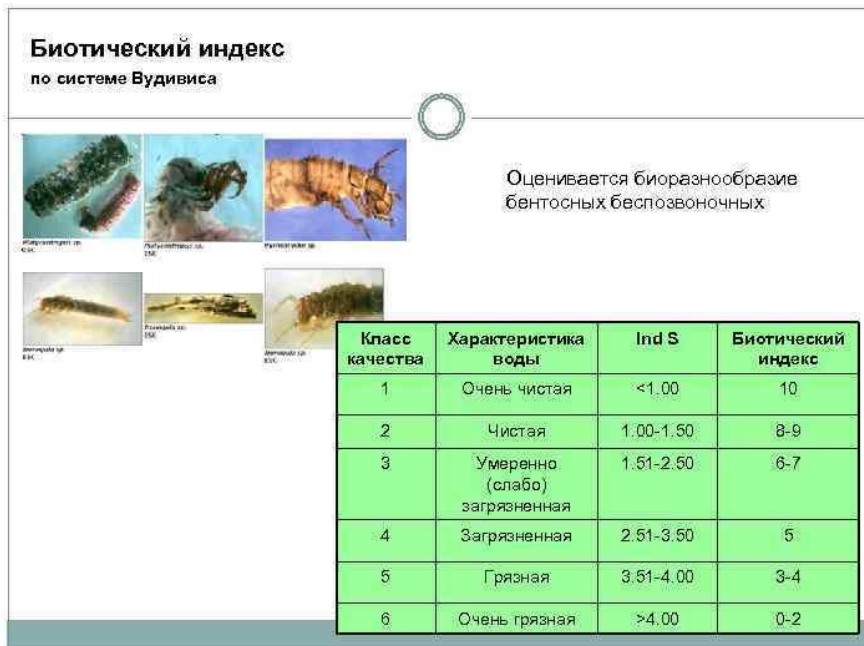 Биотический индекс
по системе Вудивиса
Оценивается биоразнообразие
бентосных беспозвоночных
Класс качества | Характеристика воды | Ind S | Биотический индекс
1 | Очень чистая | <1.00 | 10
2 | Чистая | 1.00-1.50 | 8-9
3 | Умеренно (слабо) загрязненная | 1.51-2.50 | 6-7
4 | Загрязненная | 2.51-3.50 | 5
5 | Грязная | 3.51-4.00 | 3-4
6 | Очень грязная | >4.00 | 0-2